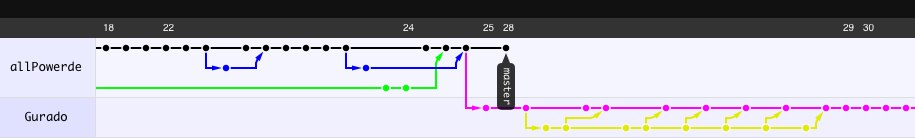 18 22 24 25 28 29 30
allPowerde
master
Gurado